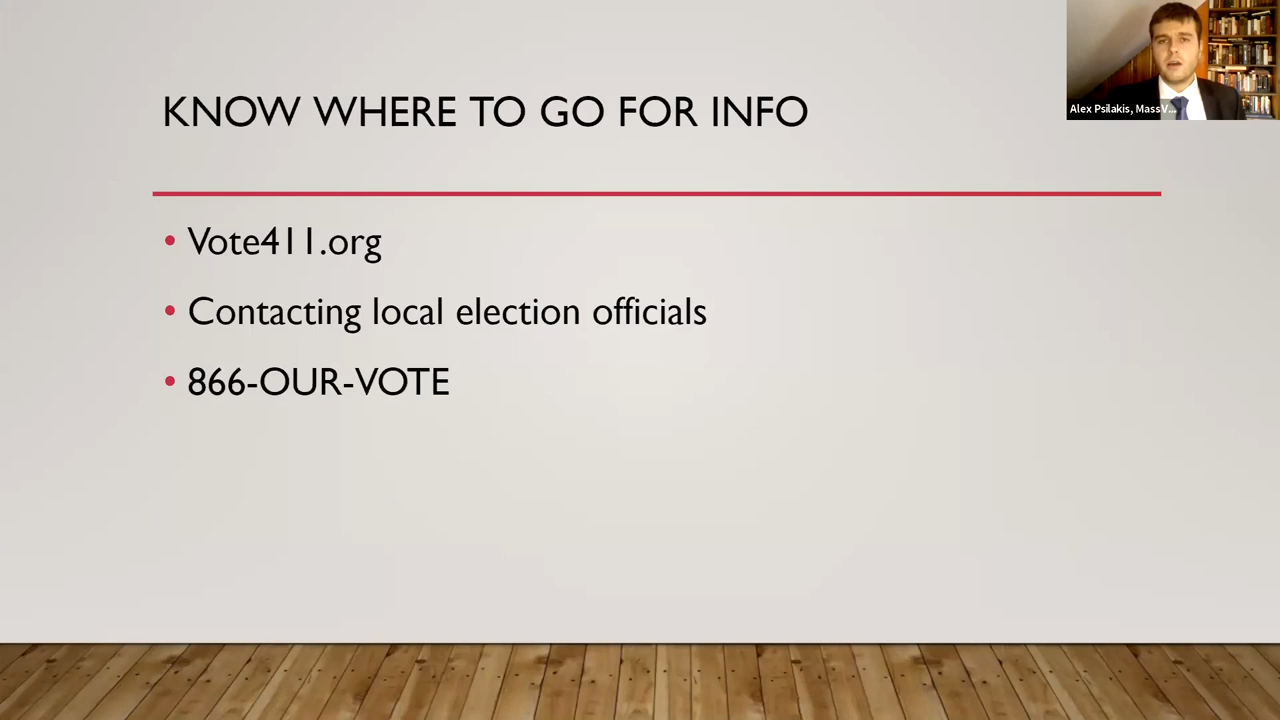 KNOW WHERE TO GO FOR INFO
Alex Psilakis, MassV...
• Vote411.org
• Contacting local election officials
• 866-OUR-VOTE